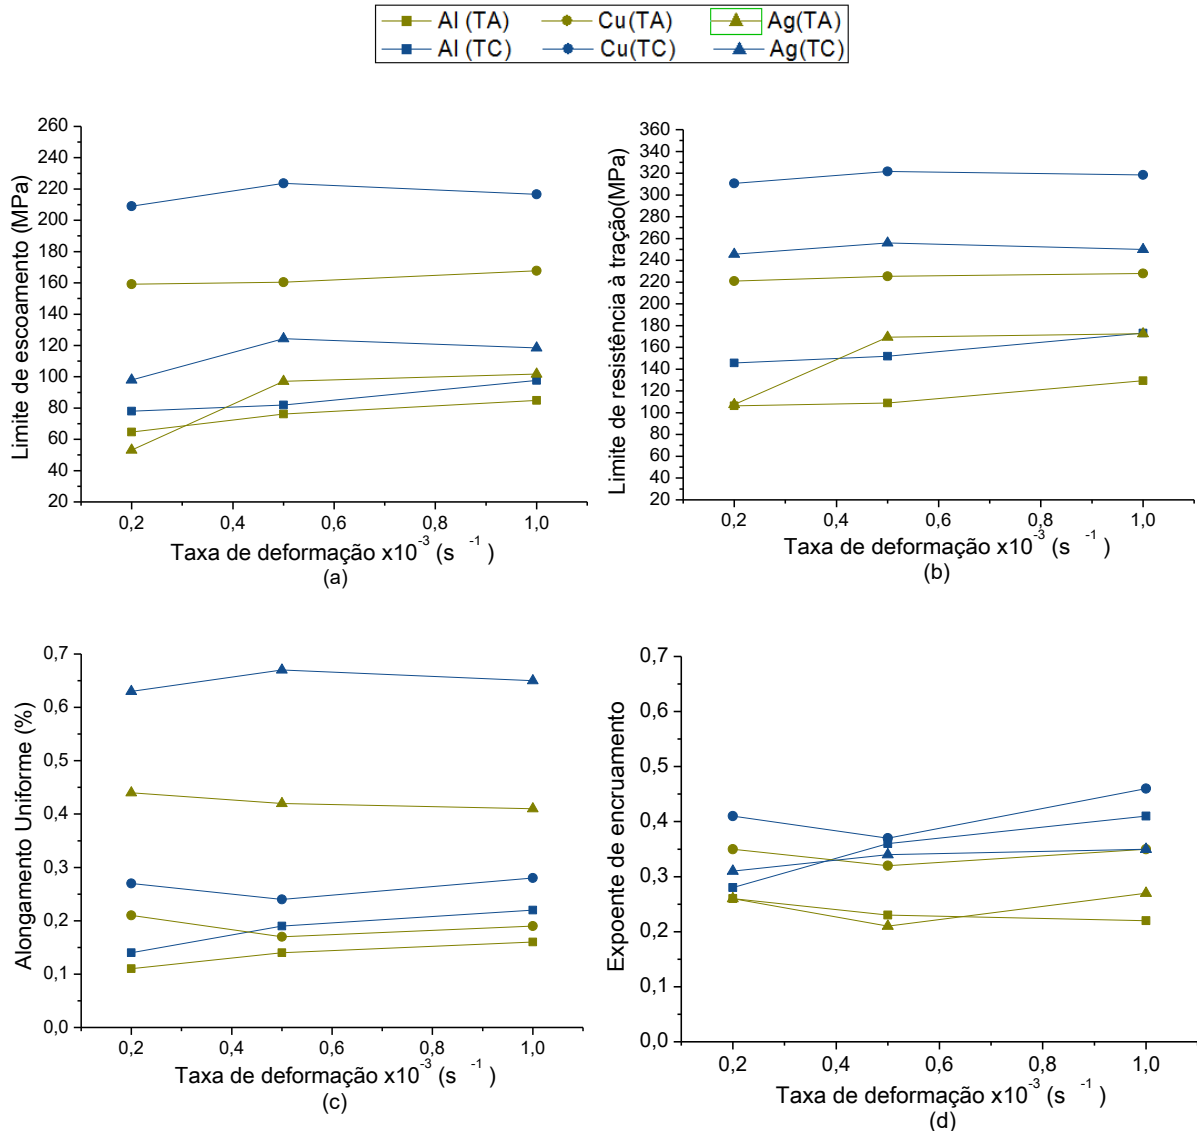 Al (TA) Cu(TA) Ag(TA)
Al (TC) Cu(TC) Ag(TC)
Limite de escoamento (MPa)
260
240
220
200
180
160
140
120
100
80
60
40
20
0,2 0,4 0,6 0,8 1,0
Taxa de deformação x10⁻³ (s ⁻¹ )
(a)
Limite de resistência à tração(MPa)
360
340
320
300
280
260
240
220
200
180
160
140
120
100
80
60
40
20
0,2 0,4 0,6 0,8 1,0
Taxa de deformação x10⁻³ (s ⁻¹ )
(b)
Alongamento Uniforme (%)
0,7
0,6
0,5
0,4
0,3
0,2
0,1
0,0
0,2 0,4 0,6 0,8 1,0
Taxa de deformação x10⁻³ (s ⁻¹ )
(c)
Expoente de encruamento
0,7
0,6
0,5
0,4
0,3
0,2
0,1
0,0
0,2 0,4 0,6 0,8 1,0
Taxa de deformação x10⁻³ (s ⁻¹ )
(d)